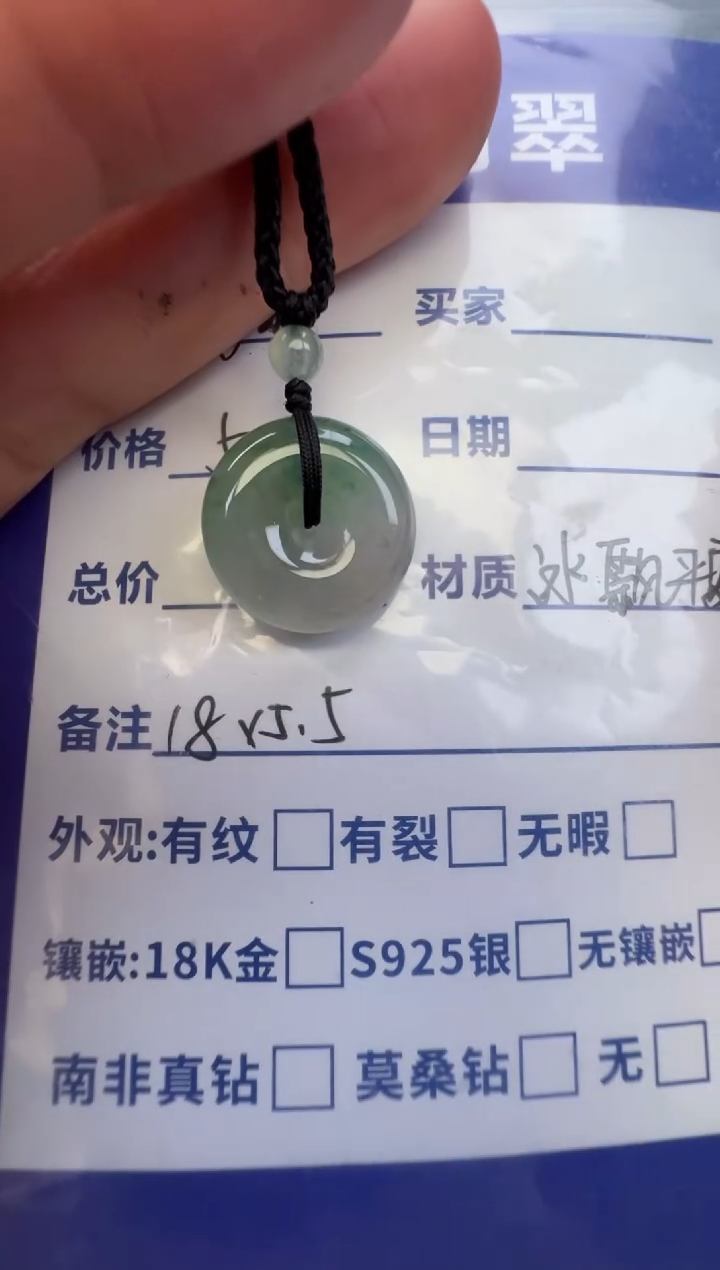 翠
买家
价格 日期
总价 材质 冰飘
备注 18x5.5
外观:有纹 有裂 无暇
镶嵌:18K金 S925银 无镶嵌
南非真钻 莫桑钻 无